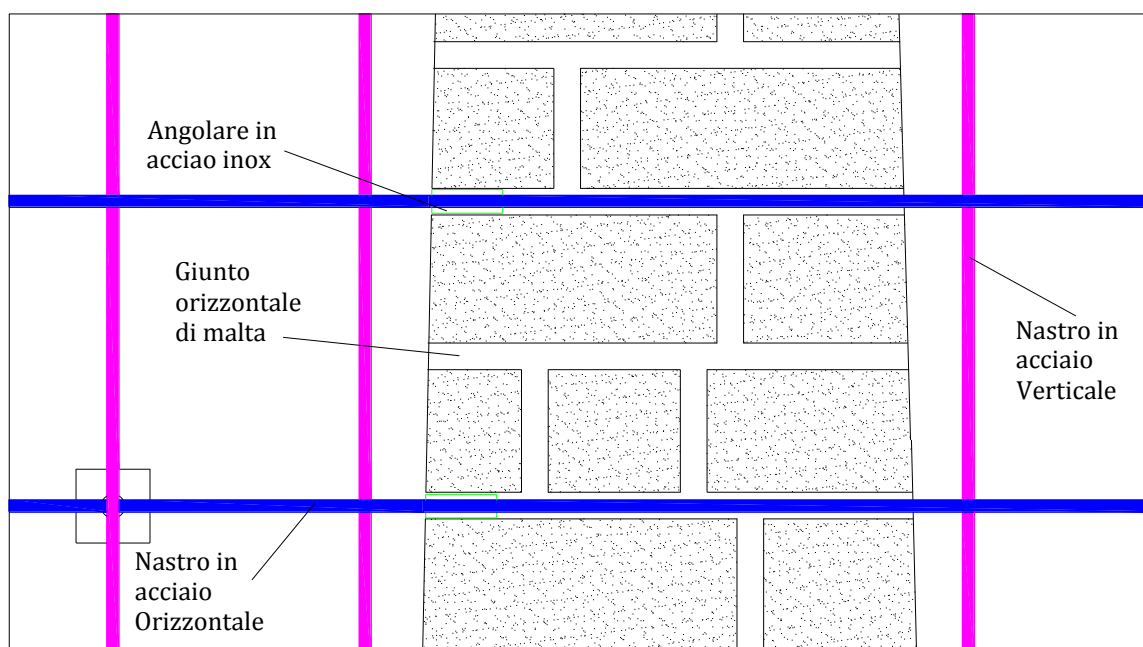 Angolare in
acciao inox
Giunto
orizzontale
di malta
Nastro in
acciaio
Verticale
Nastro in
acciaio
Orizzontale